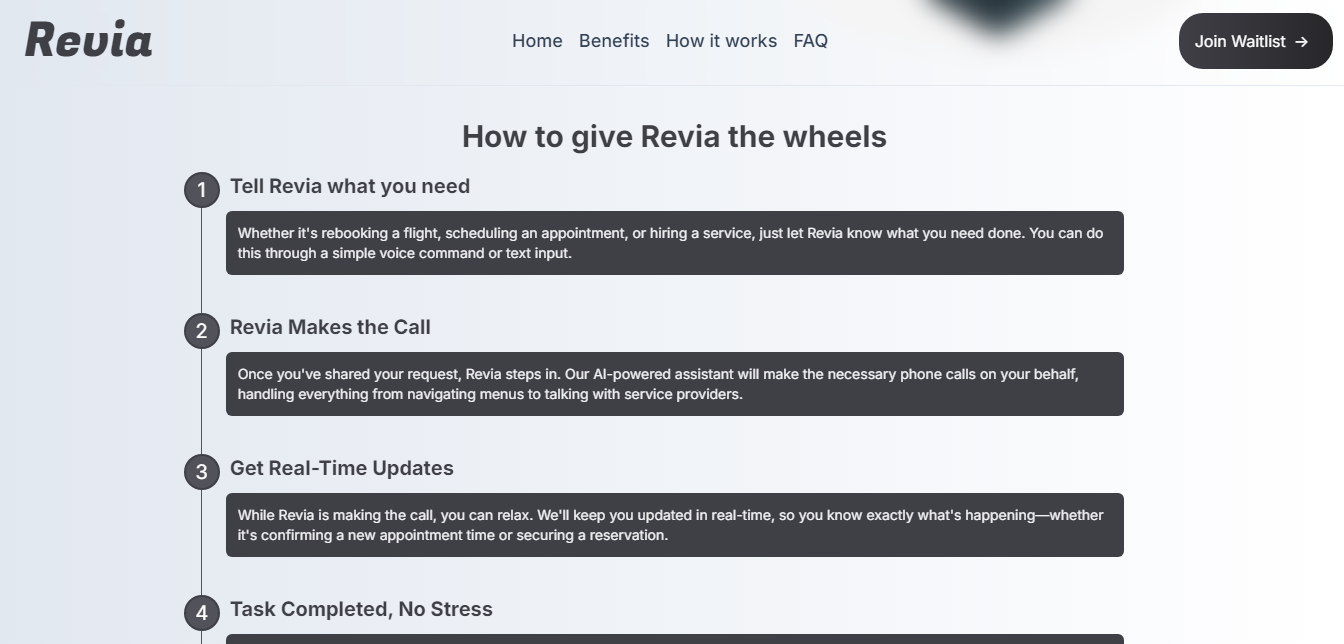 Revia
Home Benefits How it works FAQ
Join Waitlist →
How to give Revia the wheels
1 Tell Revia what you need
Whether it's rebooking a flight, scheduling an appointment, or hiring a service, just let Revia know what you need done. You can do
this through a simple voice command or text input.
2 Revia Makes the Call
Once you've shared your request, Revia steps in. Our AI-powered assistant will make the necessary phone calls on your behalf,
handling everything from navigating menus to talking with service providers.
3 Get Real-Time Updates
While Revia is making the call, you can relax. We'll keep you updated in real-time, so you know exactly what's happening—whether
it's confirming a new appointment time or securing a reservation.
4 Task Completed, No Stress